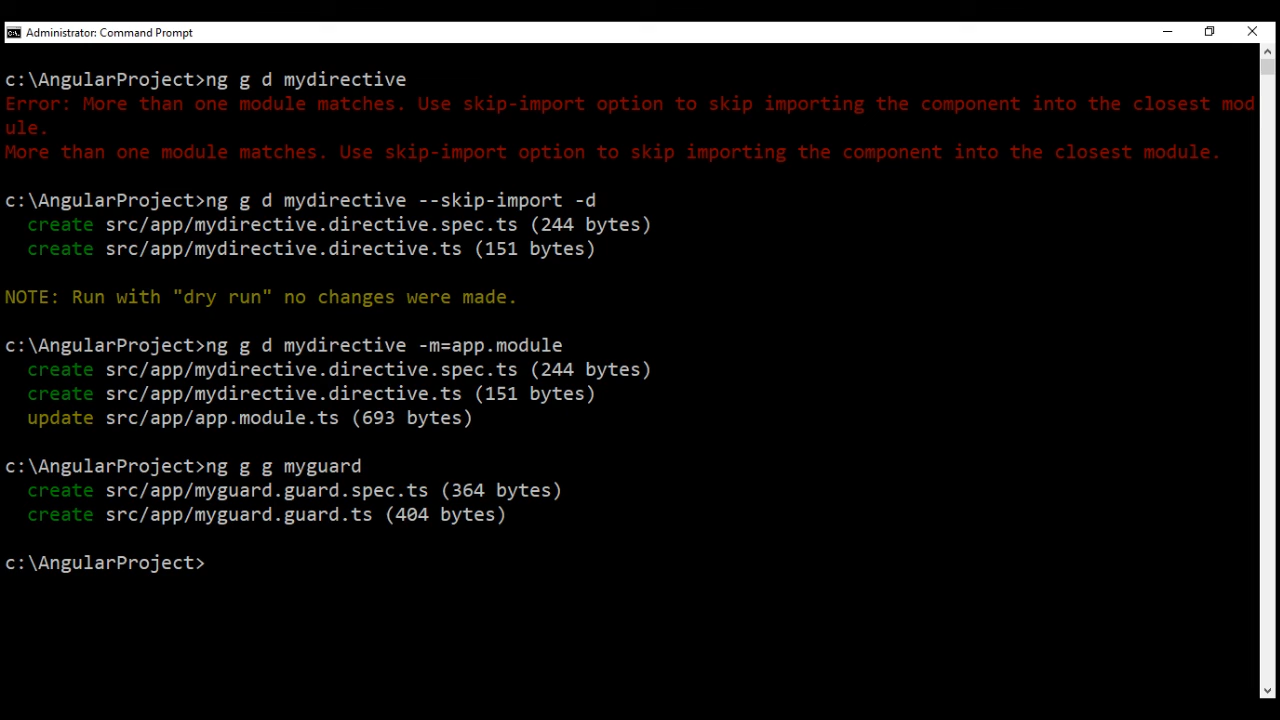 Administrator: Command Prompt
c:\AngularProject>ng g d mydirective
Error: More than one module matches. Use skip-import option to skip importing the component into the closest mod
ule.
More than one module matches. Use skip-import option to skip importing the component into the closest module.
c:\AngularProject>ng g d mydirective --skip-import -d
create src/app/mydirective.directive.spec.ts (244 bytes)
create src/app/mydirective.directive.ts (151 bytes)
NOTE: Run with "dry run" no changes were made.
c:\AngularProject>ng g d mydirective -m=app.module
create src/app/mydirective.directive.spec.ts (244 bytes)
create src/app/mydirective.directive.ts (151 bytes)
update src/app/app.module.ts (693 bytes)
c:\AngularProject>ng g g myguard
create src/app/myguard.guard.spec.ts (364 bytes)
create src/app/myguard.guard.ts (404 bytes)
c:\AngularProject>